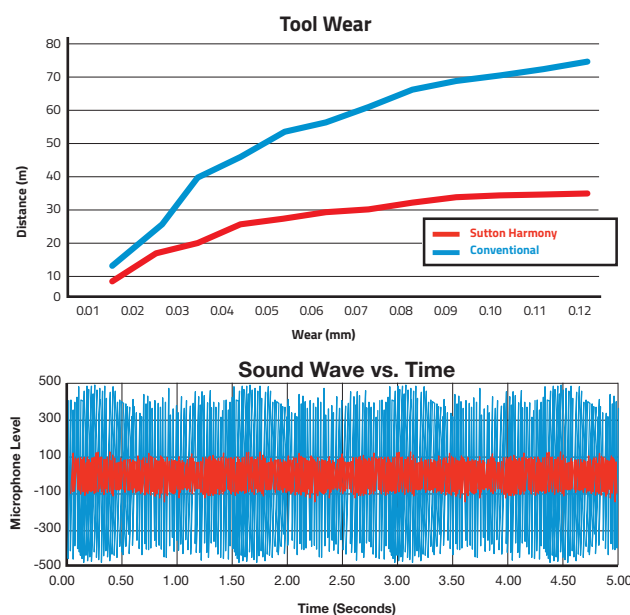 Tool Wear
80
70
60
50
40
30
20
10
0
Distance (m)
Sutton Harmony
Conventional
0.01 0.02 0.03 0.04 0.05 0.06 0.07 0.08 0.09 0.10 0.11 0.12
Wear (mm)
Sound Wave vs. Time
500
300
100
-100
-300
-500
Microphone Level
0.00 0.50 1.00 1.50 2.00 2.50 3.00 3.50 4.00 4.50 5.00
Time (Seconds)